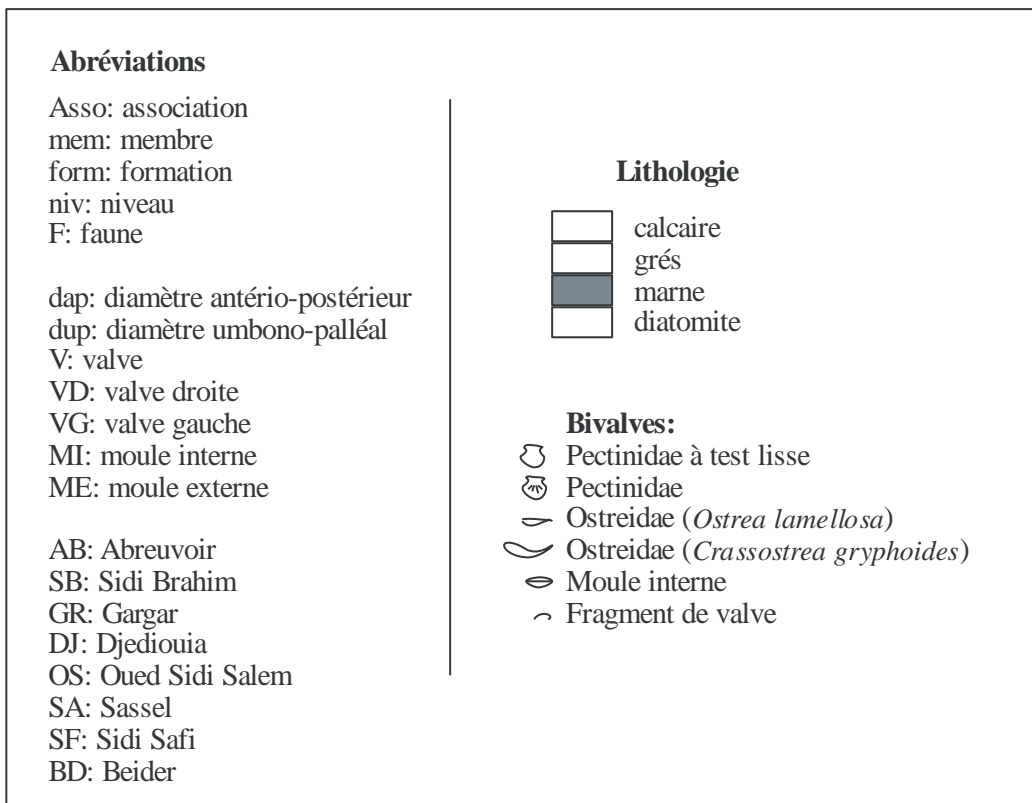 Abréviations
Asso: association
mem: membre
form: formation
niv: niveau
F: faune
dap: diamètre antério-postérieur
dup: diamètre umbono-palléal
V: valve
VD: valve droite
VG: valve gauche
MI: moule interne
ME: moule externe
AB: Abreuvoir
SB: Sidi Brahim
GR: Gargar
DJ: Djediouia
OS: Oued Sidi Salem
SA: Sassel
SF: Sidi Safi
BD: Beider
Lithologie
calcaire
grés
marne
diatomite
Bivalves:
Pectinidae à test lisse
Pectinidae
Ostreidae (Ostrea lamellosa)
Ostreidae (Crassostrea gryphoides)
Moule interne
Fragment de valve